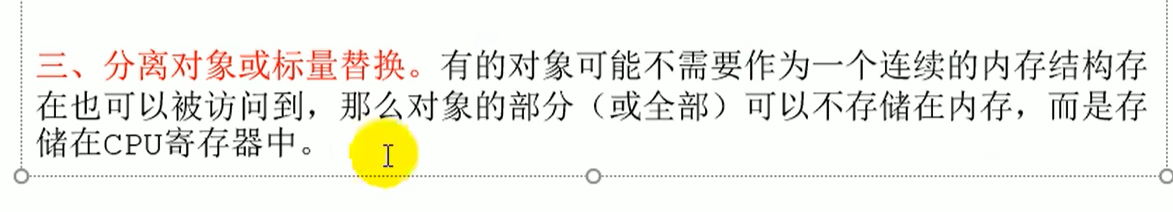 三、分离对象或标量替换。有的对象可能不需要作为一个连续的内存结构存
在也可以被访问到，那么对象的部分（或全部）可以不存储在内存，而是存
储在CPU寄存器中。